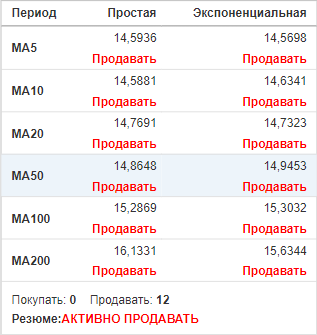 Период Простая Экспоненциальная
MA5 14,5936 14,5698
Продавать Продавать
MA10 14,5881 14,6341
Продавать Продавать
MA20 14,7691 14,7323
Продавать Продавать
MA50 14,8648 14,9453
Продавать Продавать
MA100 15,2869 15,3032
Продавать Продавать
MA200 16,1331 15,6344
Продавать Продавать
Покупать: 0 Продавать: 12
Резюме:АКТИВНО ПРОДАВАТЬ